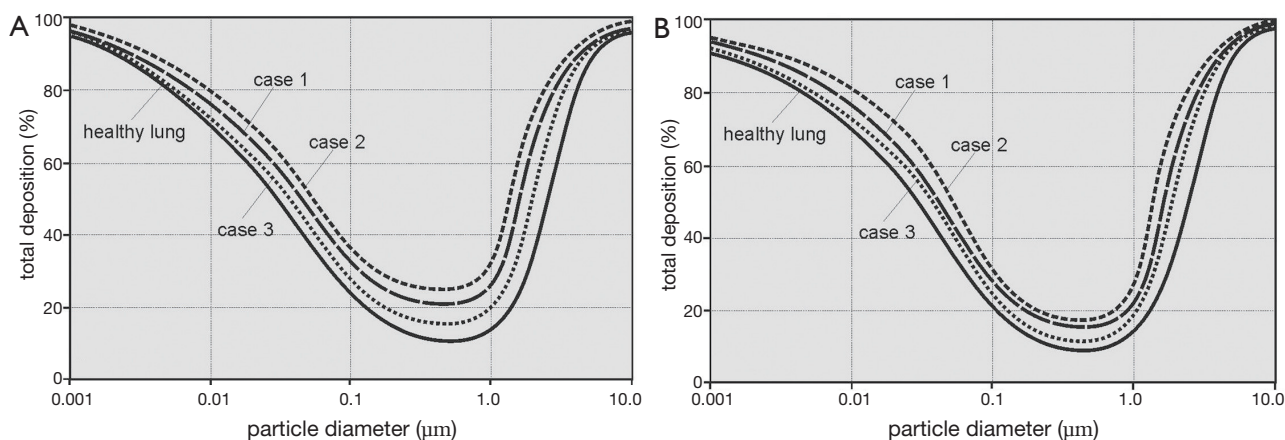 A
total deposition (%)
100
80
60
40
20
0
case 1
healthy lung
case 2
case 3
0.001
0.01
0.1
1.0
10.0
particle diameter (µm)
B
total deposition (%)
100
80
60
40
20
0
case 1
healthy lung
case 2
case 3
0.001
0.01
0.1
1.0
10.0
particle diameter (µm)